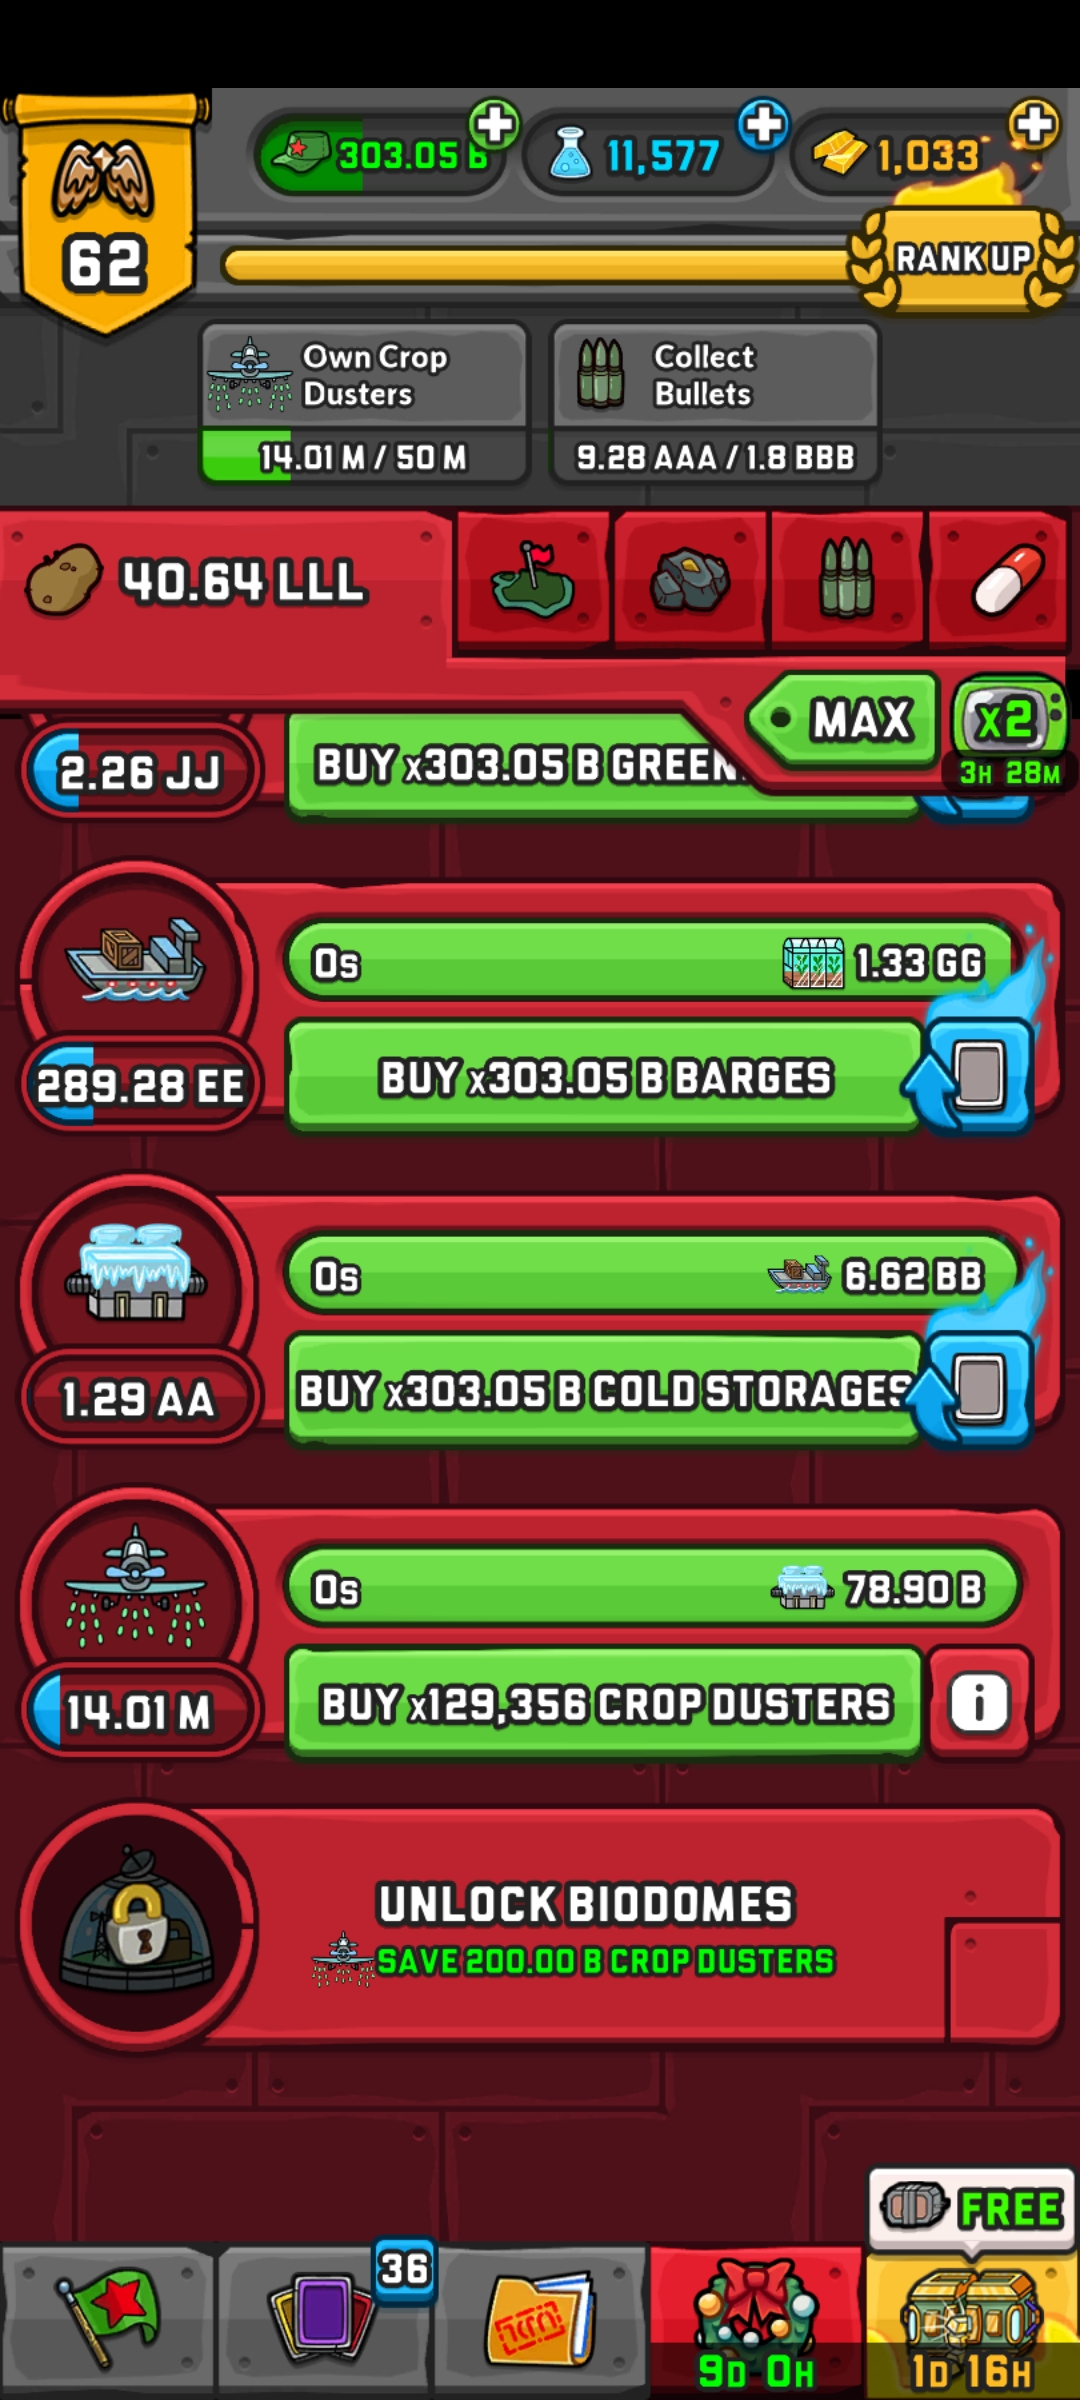 303.05 B
11,577
1,033
62
RANK UP
Own Crop
Dusters
14.01 M / 50 M
Collect
Bullets
9.28 AAA / 1.8 BBB
40.64 LLL
MAX
x2
3H 28M
2.26 JJ
BUY x303.05 B GREEN
0s
1.33 GG
289.28 EE
BUY x303.05 B BARGES
0s
6.62 BB
1.29 AA
BUY x303.05 B COLD STORAGES
0s
78.90 B
14.01 M
BUY x129,356 CROP DUSTERS
i
UNLOCK BIODOMES
SAVE 200.00 B CROP DUSTERS
FREE
36
9D 0H
1D 16H